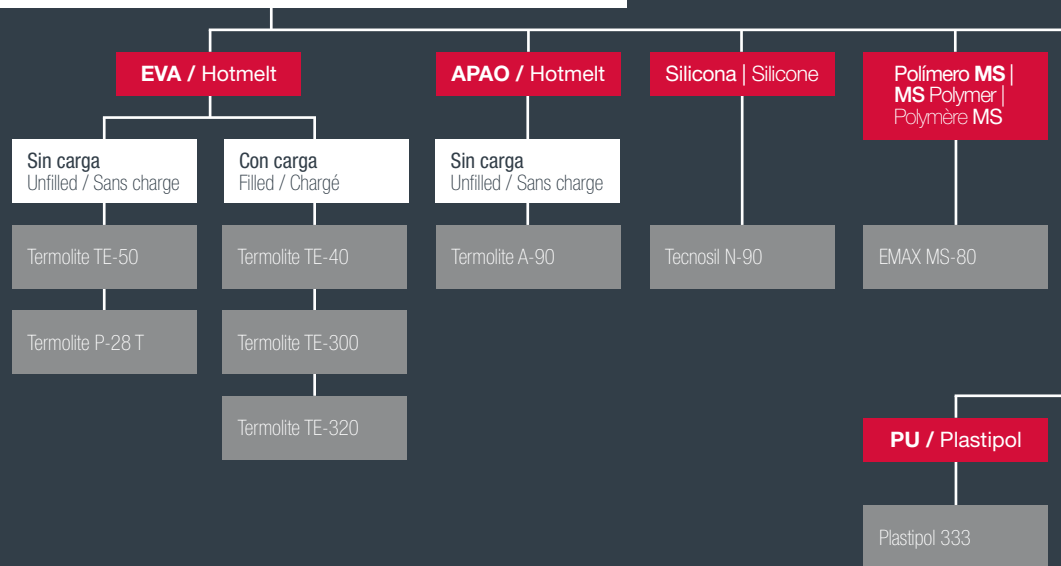 EVA / Hotmelt
APAO / Hotmelt
Silicona | Silicone
Polímero MS |
MS Polymer |
Polymère MS
Sin carga
Unfilled / Sans charge
Con carga
Filled / Chargé
Sin carga
Unfilled / Sans charge
Termolite TE-50
Termolite TE-40
Termolite A-90
Tecnosil N-90
EMAX MS-80
Termolite P-28 T
Termolite TE-300
Termolite TE-320
PU / Plastipol
Plastipol 333